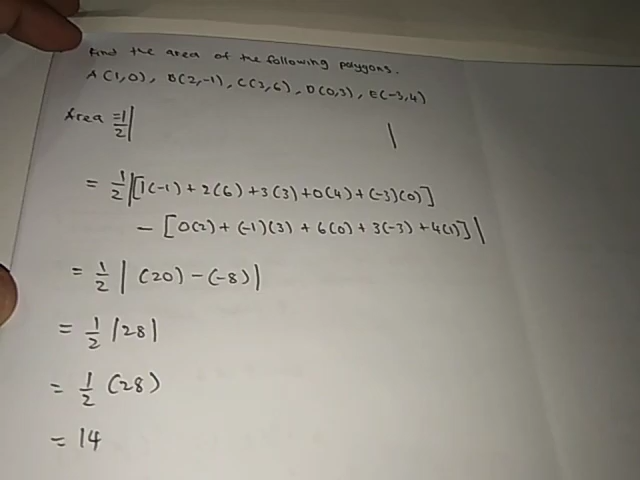 Find the area of the following polygons.
A(1,0), B(2,-1), C(3,6), D(0,3), E(-3,4)
Area = 1/2 | |
= 1/2 |[1(-1) + 2(6) + 3(3) + 0(4) + (-3)(0)]
- [0(2) + (-1)(3) + 6(0) + 3(-3) + 4(1)]|
= 1/2 | (20) - (-8)|
= 1/2 |28|
= 1/2 (28)
= 14